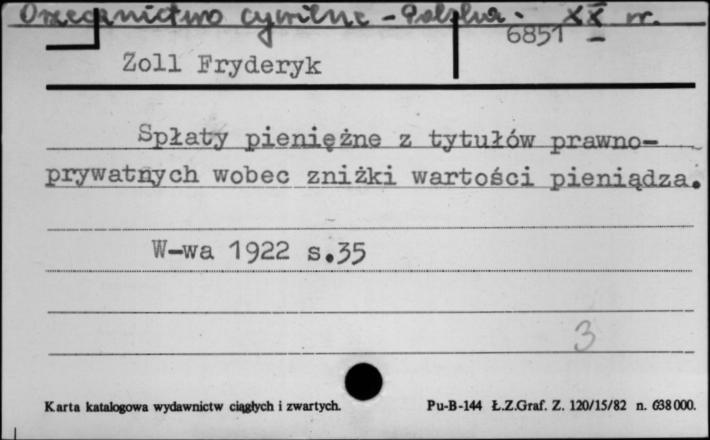 Orzecznictwo cywilne - Polska - XX w.
6851
Zoll Fryderyk
Spłaty pieniężne z tytułów prawno-
prywatnych wobec zniżki wartości pieniądza.
W-wa 1922 s.35
3
Karta katalogowa wydawnictw ciągłych i zwartych. Pu-B-144 Ł.Z.Graf. Z. 120/15/82 n. 638000.